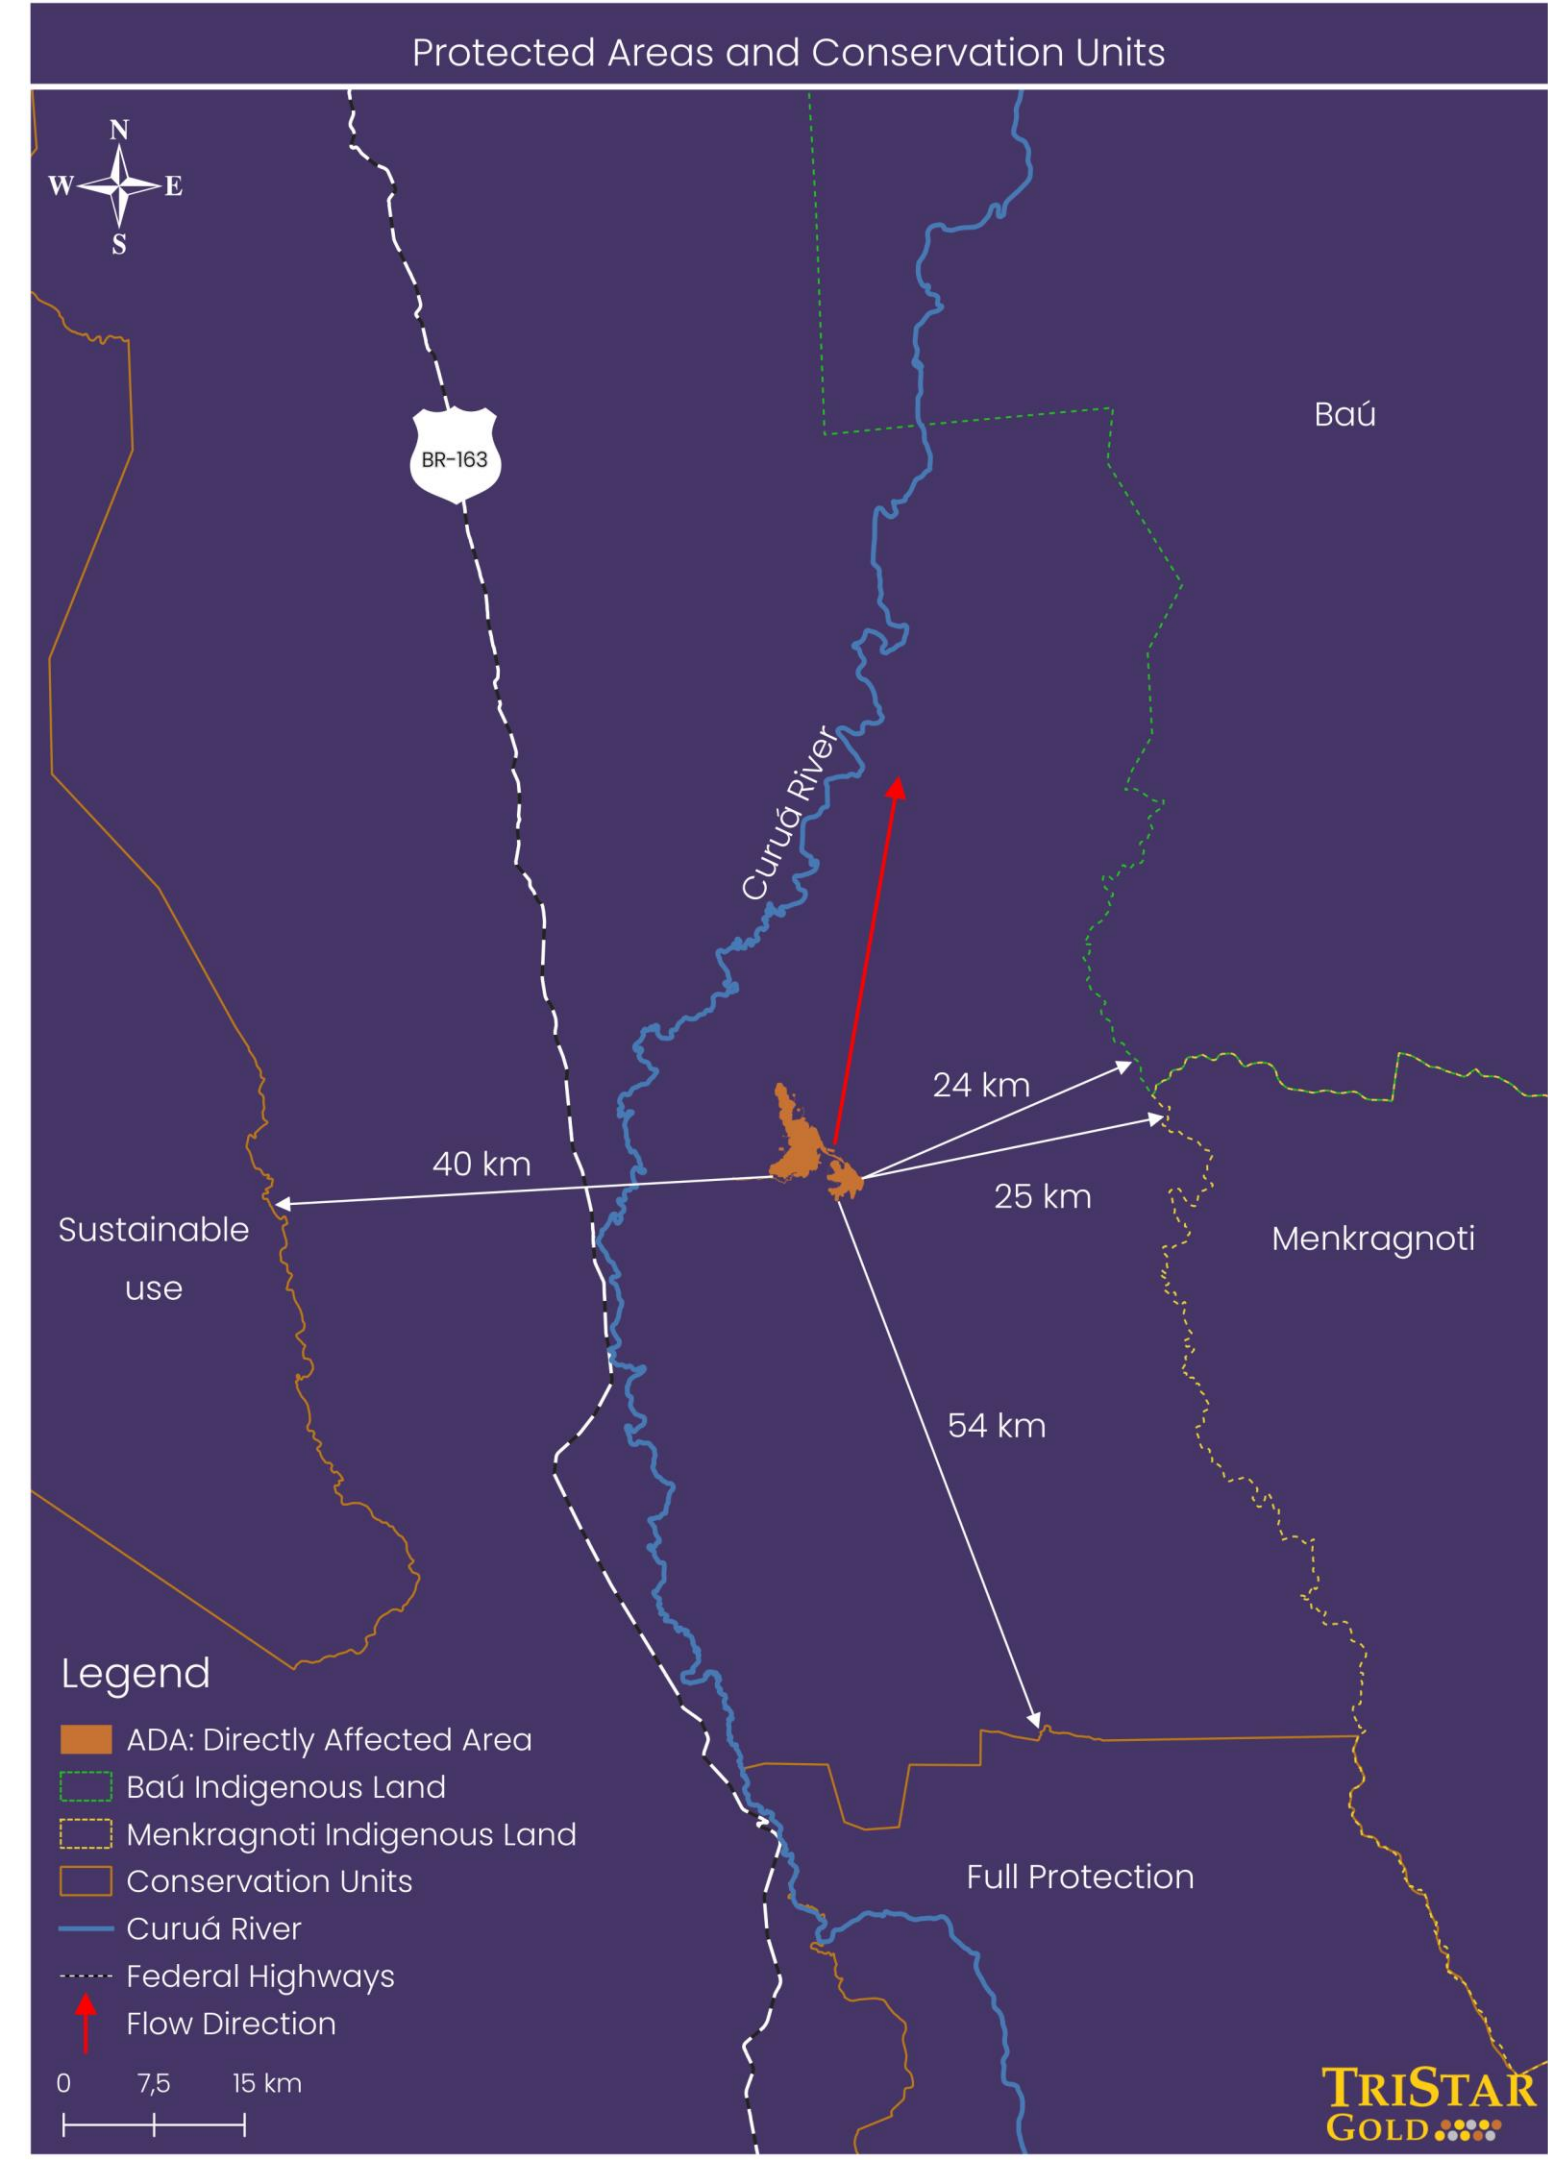 Protected Areas and Conservation Units
N
W E
S
Baú
BR-163
Curuá River
24 km
40 km
25 km
Sustainable
use
Menkragnoti
54 km
Full Protection
Legend
ADA: Directly Affected Area
Baú Indigenous Land
Menkragnoti Indigenous Land
Conservation Units
Curuá River
Federal Highways
Flow Direction
0 7,5 15 km
TRISTAR
GOLD